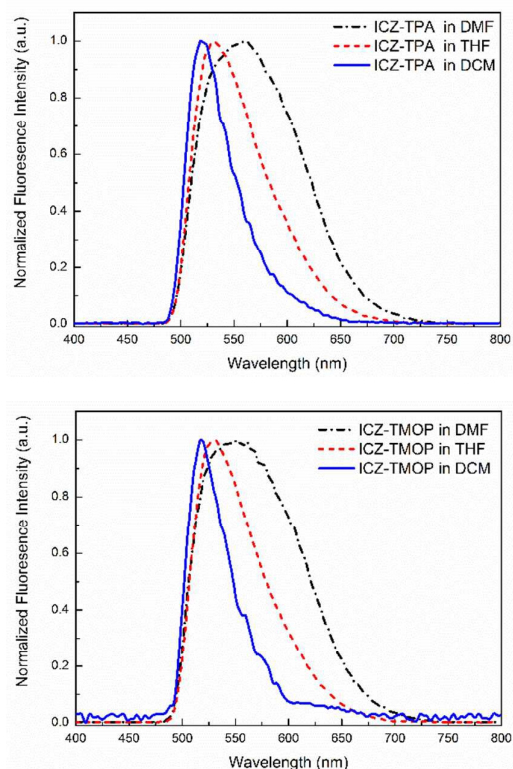 ICZ-TPA in DMF
ICZ-TPA in THF
ICZ-TPA in DCM
Normalized Fluoresence Intensity (a.u.)
1.0
0.8
0.6
0.4
0.2
0.0
400 450 500 550 600 650 700 750 800
Wavelength (nm)
ICZ-TMOP in DMF
ICZ-TMOP in THF
ICZ-TMOP in DCM
Normalized Fluoresence Intensity (a.u.)
1.0
0.8
0.6
0.4
0.2
0.0
400 450 500 550 600 650 700 750 800
Wavelength (nm)